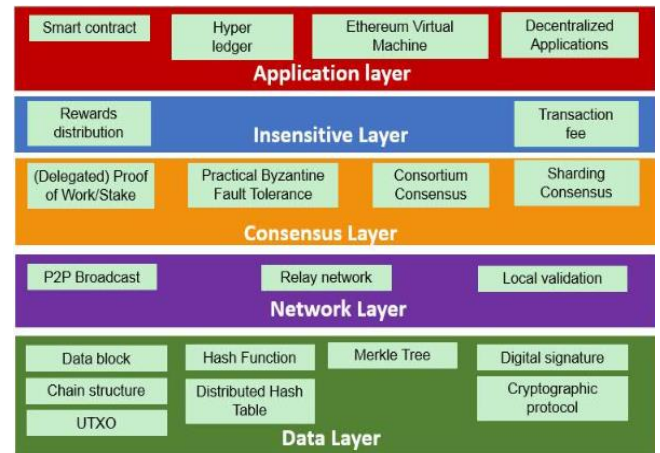 Smart contract
Hyper
ledger
Ethereum Virtual
Machine
Decentralized
Applications
Application layer
Rewards
distribution
Insensitive Layer
Transaction
fee
(Delegated) Proof
of Work/Stake
Practical Byzantine
Fault Tolerance
Consortium
Consensus
Sharding
Consensus
Consensus Layer
P2P Broadcast
Relay network
Local validation
Network Layer
Data block
Hash Function
Merkle Tree
Digital signature
Chain structure
Distributed Hash
Table
Cryptographic
protocol
UTXO
Data Layer